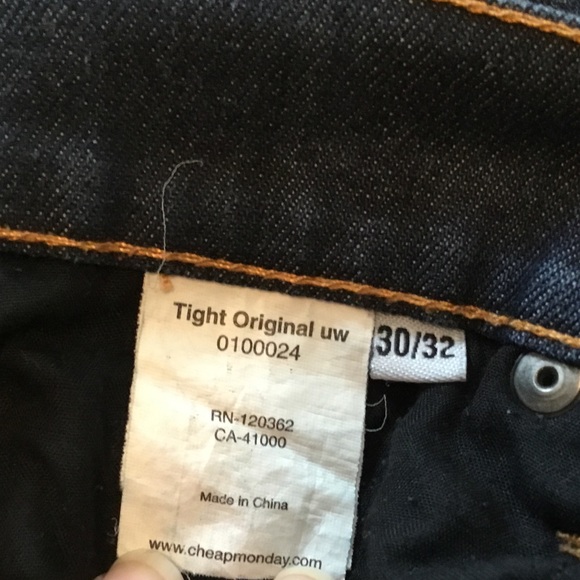 Tight Original uw
0100024
30/32
RN-120362
CA-41000
Made in China
www.cheapmonday.com